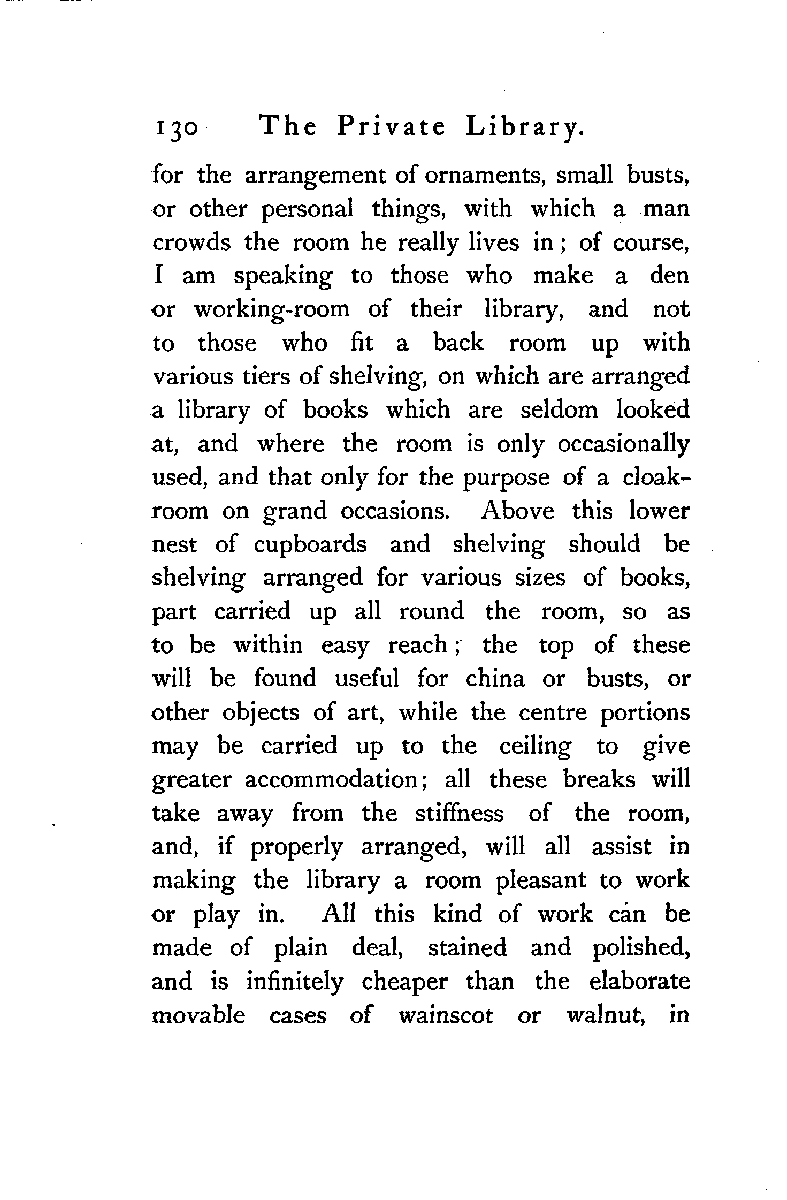 130 The Private Library.
for the arrangement of ornaments, small busts,
or other personal things, with which a man
crowds the room he really lives in ; of course,
I am speaking to those who make a den
or working-room of their library, and not
to those who fit a back room up with
various tiers of shelving, on which are arranged
a library of books which are seldom looked
at, and where the room is only occasionally
used, and that only for the purpose of a cloak-
room on grand occasions. Above this lower
nest of cupboards and shelving should be
shelving arranged for various sizes of books,
part carried up all round the room, so as
to be within easy reach ; the top of these
will be found useful for china or busts, or
other objects of art, while the centre portions
may be carried up to the ceiling to give
greater accommodation; all these breaks will
take away from the stiffness of the room,
and, if properly arranged, will all assist in
making the library a room pleasant to work
or play in. All this kind of work can be
made of plain deal, stained and polished,
and is infinitely cheaper than the elaborate
movable cases of wainscot or walnut, in